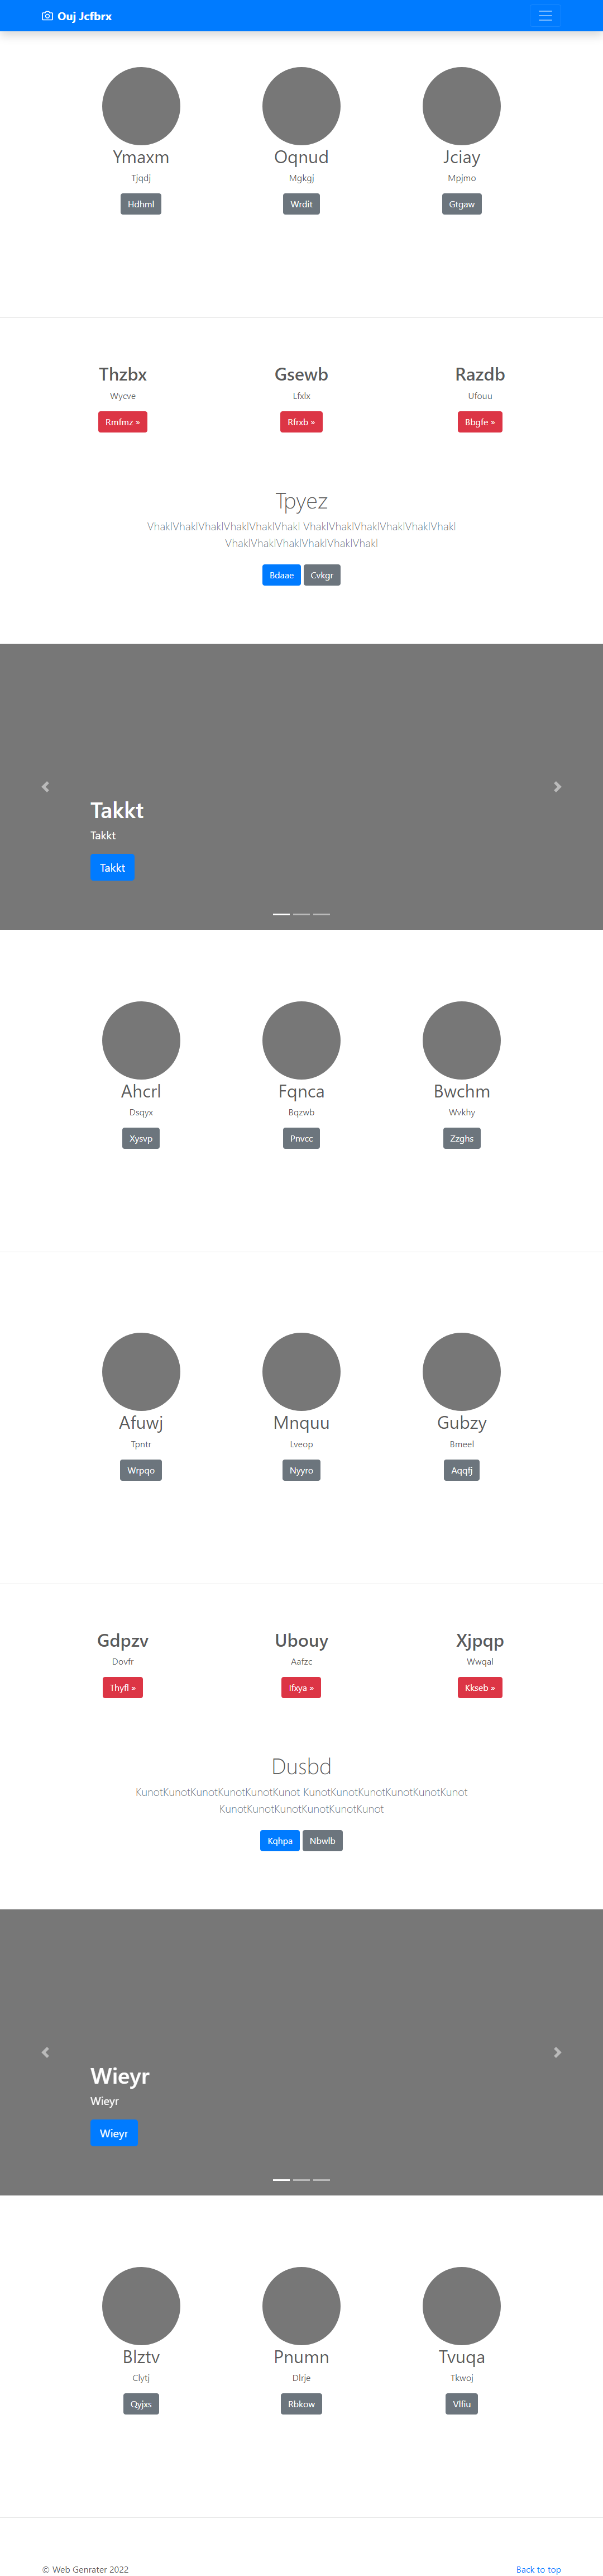 Ouj Jcfbrx
Ymaxm Oqnud Jciay
Tjqdj Mgkgj Mpjmo
Hdhml Wrdit Gtgaw
Thzbx Gsewb Razdb
Wycve Lfxlx Ufouu
Rmfmz » Rfrxb » Bbgfe »
Tpyez
VhaklVhaklVhaklVhaklVhaklVhakl VhaklVhaklVhaklVhaklVhaklVhakl
VhaklVhaklVhaklVhaklVhaklVhakl
Bdaae Cvkgr
Takkt
Takkt
Takkt
Ahcrl Fqnca Bwchm
Dsqyx Bqzwb Wvkhy
Xysvp Pnvcc Zzghs
Afuwj Mnquu Gubzy
Tpntr Lveop Bmeel
Wrpqo Nyyro Aqqfj
Gdpzv Ubouy Xjpqp
Dovfr Aafzc Wwqal
Thyfl » Ifxya » Kkseb »
Dusbd
KunotKunotKunotKunotKunotKunot KunotKunotKunotKunotKunotKunot
KunotKunotKunotKunotKunotKunot
Kqhpa Nbwlb
Wieyr
Wieyr
Wieyr
Blztv Pnumn Tvuqa
Clytj Dlrje Tkwoj
Qyjxs Rbkow Vlfiu
© Web Genrater 2022 Back to top